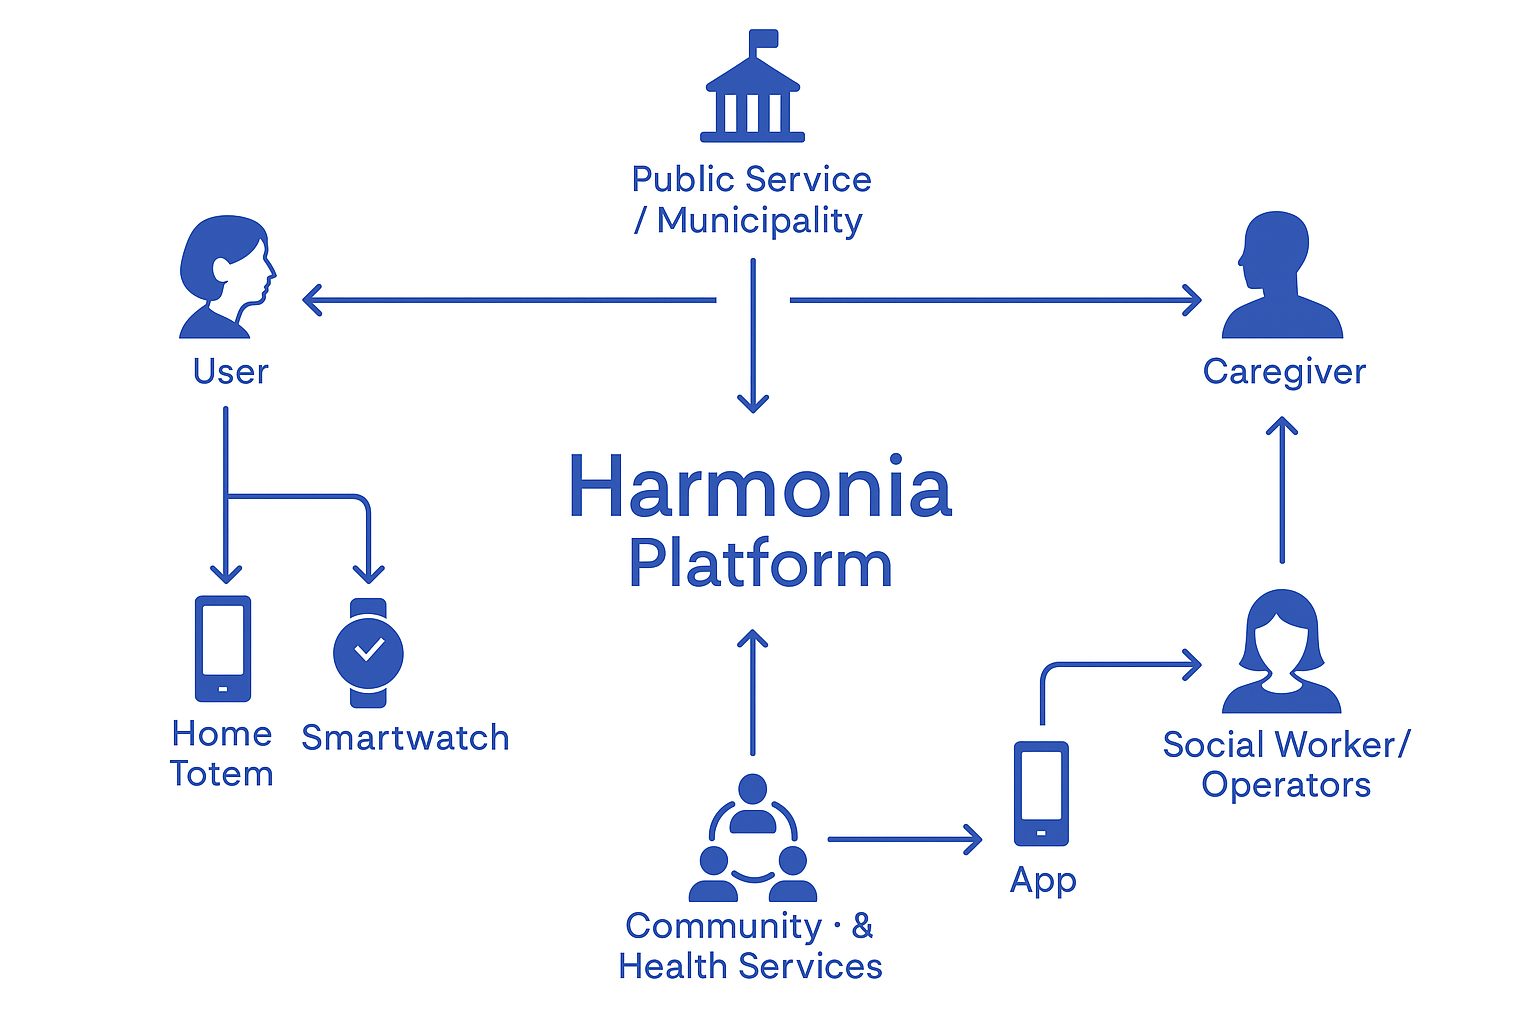 Public Service
/ Municipality
User
Caregiver
Harmonia
Platform
Home
Totem
Smartwatch
Social Worker/
Operators
App
Community · &
Health Services